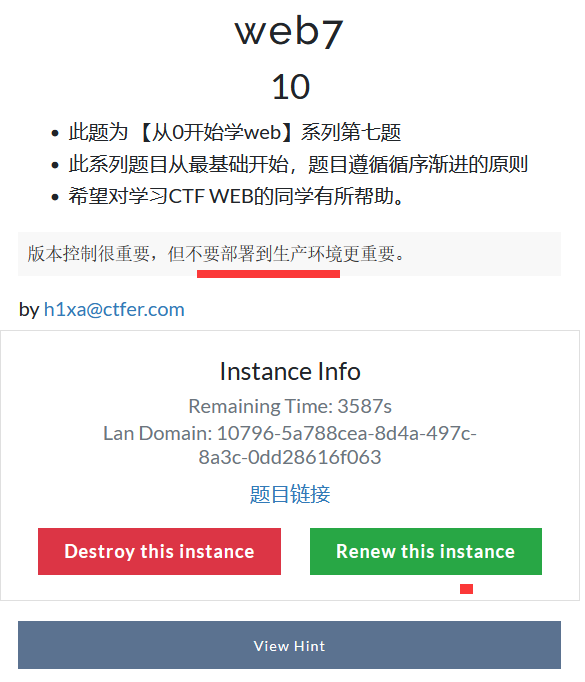 web7
10
此题为 【从0开始学web】系列第七题
此系列题目从最基础开始，题目遵循循序渐进的原则
希望对学习CTF WEB的同学有所帮助。
版本控制很重要，但不要部署到生产环境更重要。
by h1xa@ctfer.com
Instance Info
Remaining Time: 3587s
Lan Domain: 10796-5a788cea-8d4a-497c-
8a3c-0dd28616f063
题目链接
Destroy this instance
Renew this instance
View Hint